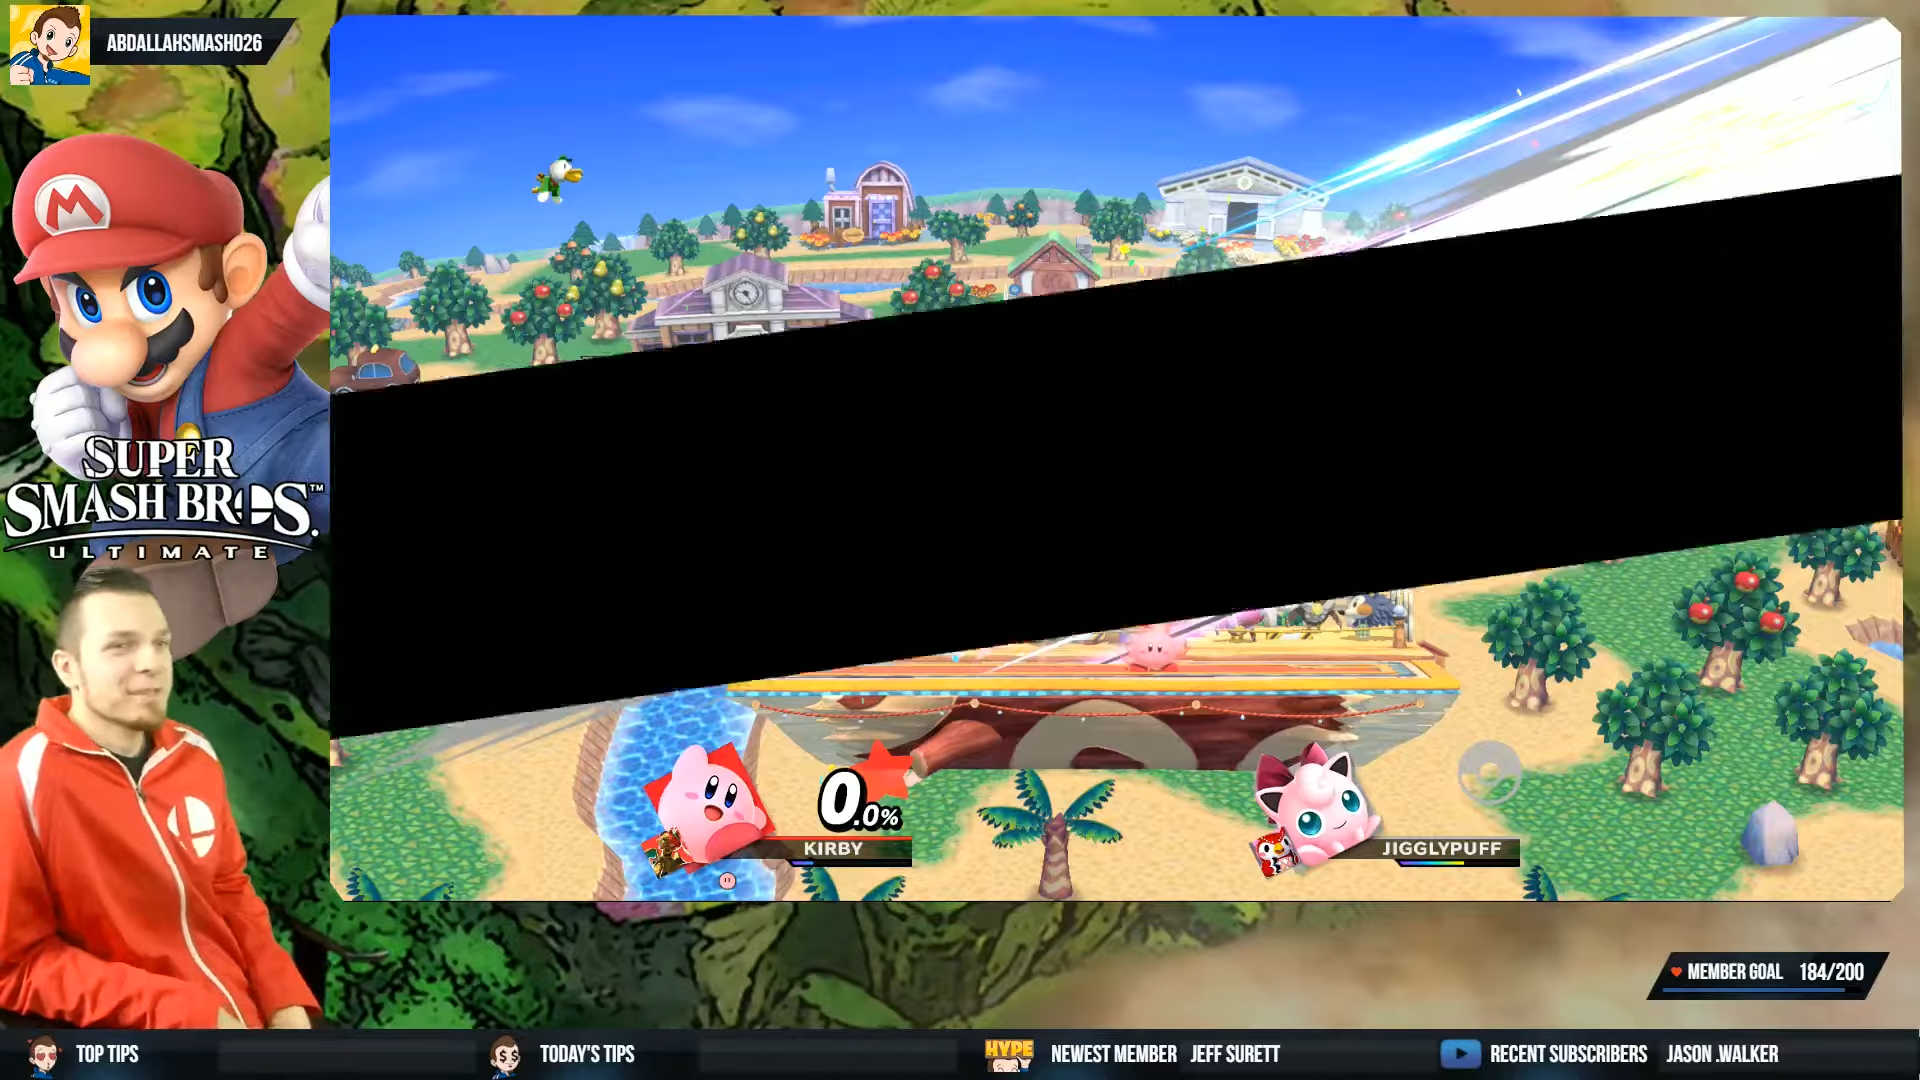 ABDALLAHSMASH026
M
SUPER
SMASH BROS.™
ULTIMATE
0.0%
KIRBY
JIGGLYPUFF
MEMBER GOAL 184/200
TOP TIPS
TODAY'S TIPS
HYPE
NEWEST MEMBER JEFF SURETT
RECENT SUBSCRIBERS JASON .WALKER